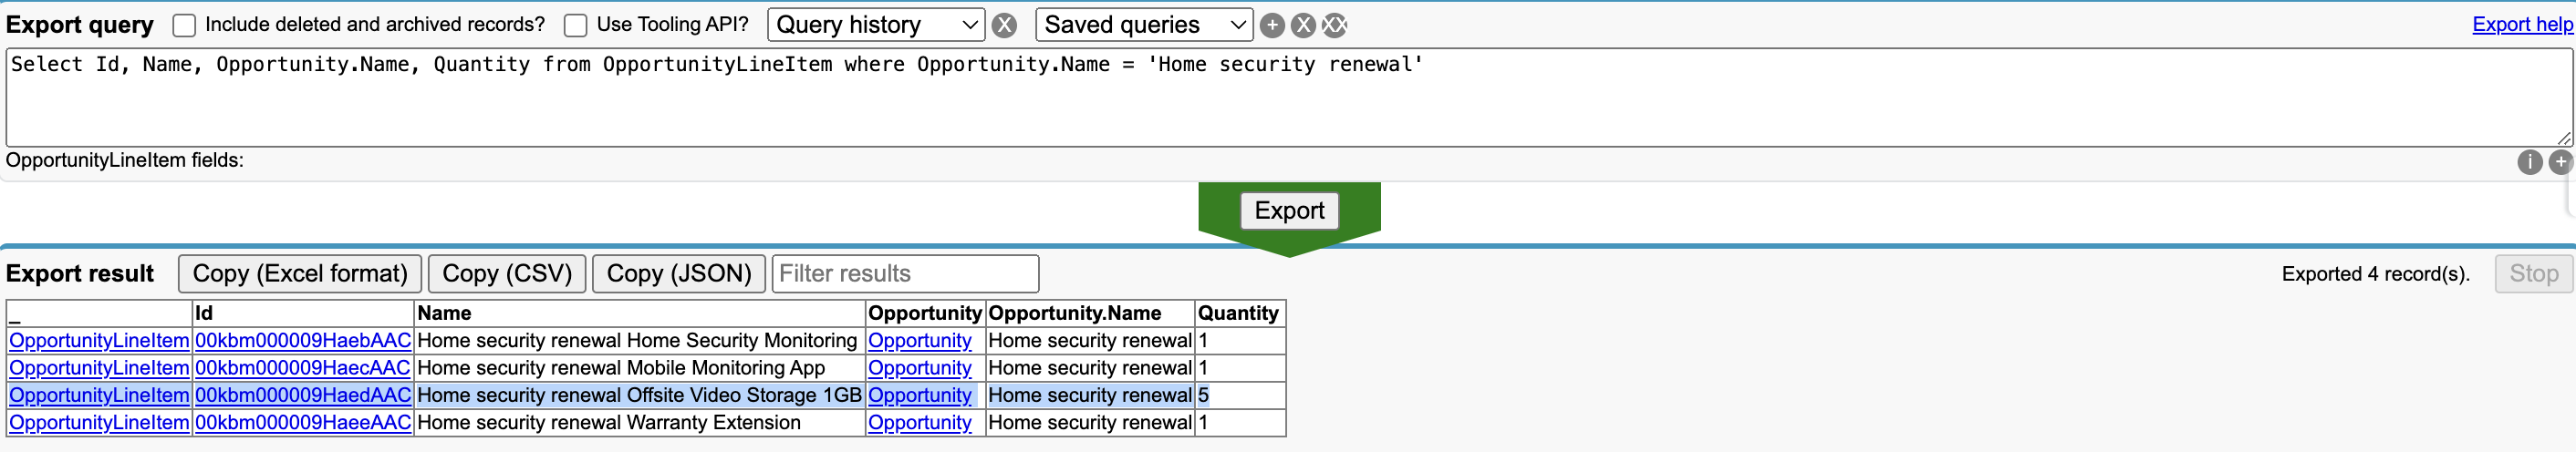 Export query Include deleted and archived records? Use Tooling API? Query history X Saved queries + X XX Export help
Select Id, Name, Opportunity.Name, Quantity from OpportunityLineItem where Opportunity.Name = 'Home security renewal'
OpportunityLineItem fields: i +
Export
Export result Copy (Excel format) Copy (CSV) Copy (JSON) Filter results Exported 4 record(s). Stop
_ Id Name Opportunity Opportunity.Name Quantity
OpportunityLineItem 00kbm000009HaebAAC Home security renewal Home Security Monitoring Opportunity Home security renewal 1
OpportunityLineItem 00kbm000009HaecAAC Home security renewal Mobile Monitoring App Opportunity Home security renewal 1
OpportunityLineItem 00kbm000009HaedAAC Home security renewal Offsite Video Storage 1GB Opportunity Home security renewal 5
OpportunityLineItem 00kbm000009HaeeAAC Home security renewal Warranty Extension Opportunity Home security renewal 1